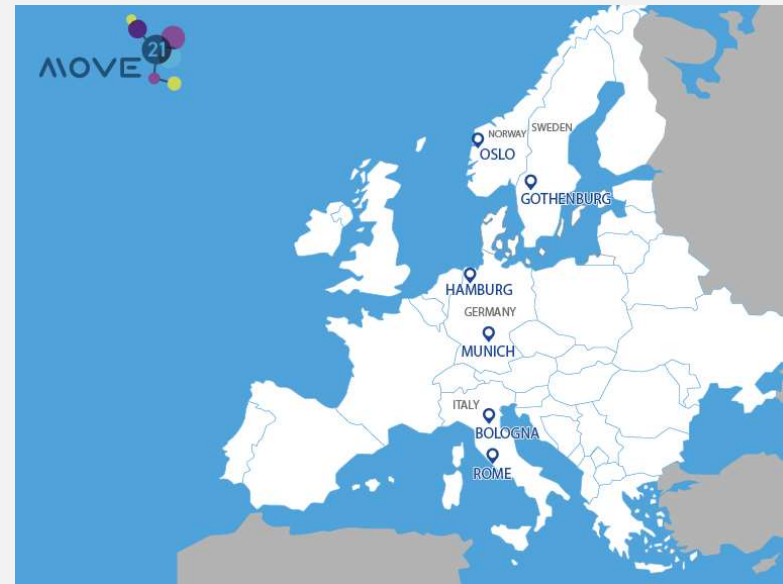 MOVE 21
NORWAY
SWEDEN
OSLO
GOTHENBURG
HAMBURG
GERMANY
MUNICH
ITALY
BOLOGNA
ROME